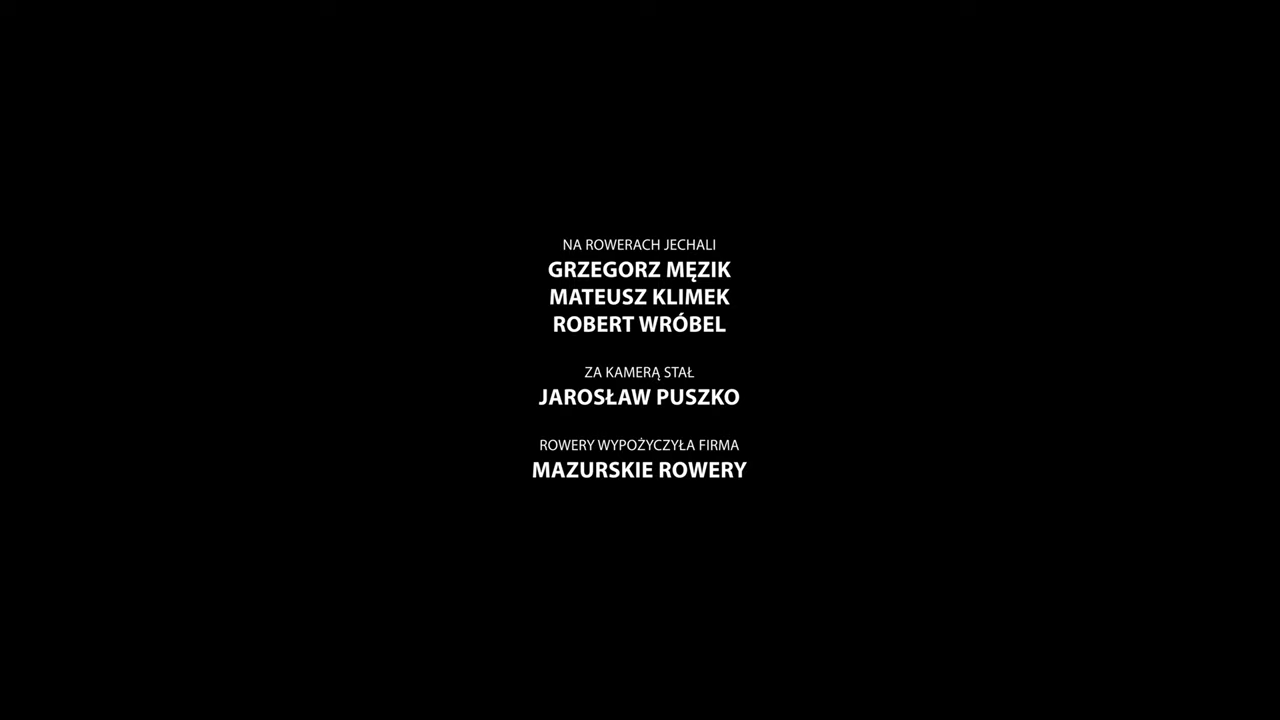 NA ROWERACH JECHALI
GRZEGORZ MĘZIK
MATEUSZ KLIMEK
ROBERT WRÓBEL
ZA KAMERĄ STAŁ
JAROSŁAW PUSZKO
ROWERY WYPOŻYCZYŁA FIRMA
MAZURSKIE ROWERY